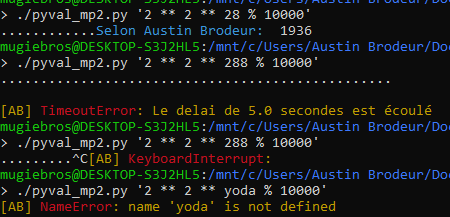 > ./pyval_mp2.py '2 ** 2 ** 28 % 10000'
............Selon Austin Brodeur:  1936
mugiebros@DESKTOP-S3J2HL5:/mnt/c/Users/Austin Brodeur/Doc
> ./pyval_mp2.py '2 ** 2 ** 288 % 10000'
..................................................
[AB] TimeoutError: Le delai de 5.0 secondes est écoulé
mugiebros@DESKTOP-S3J2HL5:/mnt/c/Users/Austin Brodeur/Doc
> ./pyval_mp2.py '2 ** 2 ** 288 % 10000'
.........^C[AB] KeyboardInterrupt:
mugiebros@DESKTOP-S3J2HL5:/mnt/c/Users/Austin Brodeur/Doc
> ./pyval_mp2.py '2 ** 2 ** yoda % 10000'
[AB] NameError: name 'yoda' is not defined